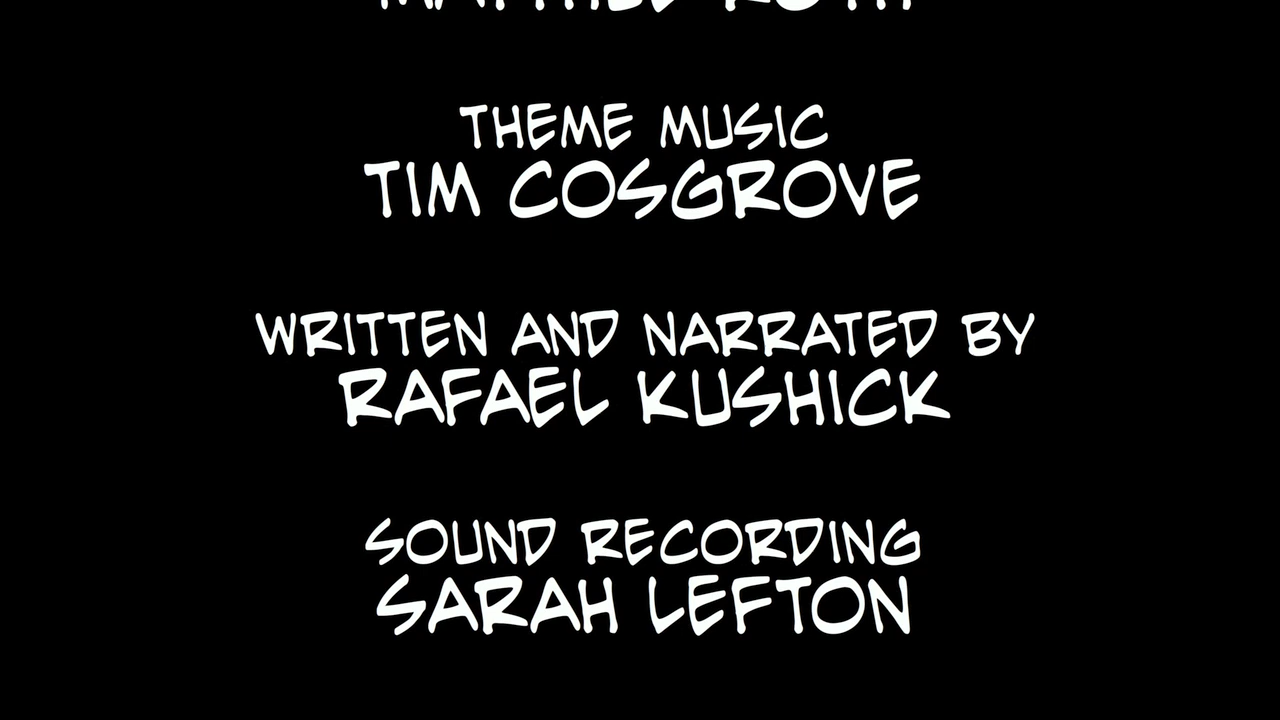 THEME MUSIC
TIM COSGROVE
WRITTEN AND NARRATED BY
RAFAEL KUSHICK
SOUND RECORDING
SARAH LEFTON